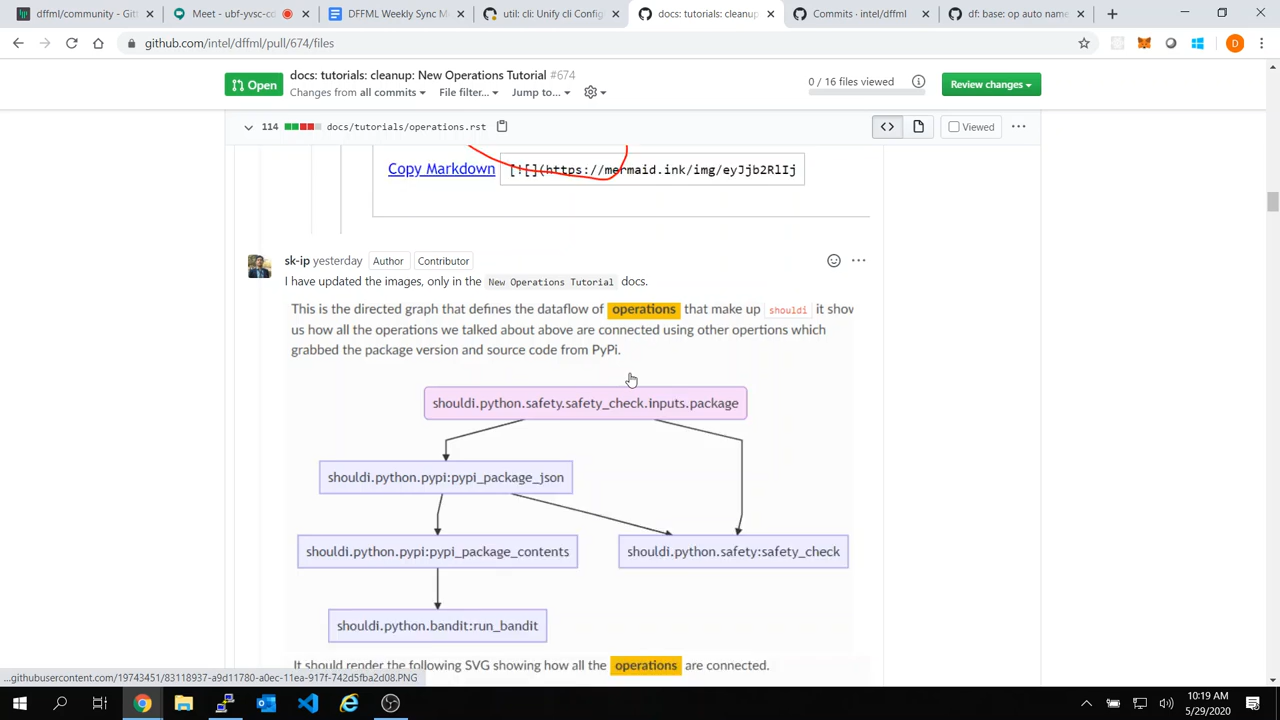 dffml/community - Gitt
Meet - ubf-yvsc-cd
DFFML Weekly Sync M
util: cli: Unify cli Config
docs: tutorials: cleanup
Commits · intel/dffml
df: base: op auto name
github.com/intel/dffml/pull/674/files
D
Open
docs: tutorials: cleanup: New Operations Tutorial #674
Changes from all commits
File filter...
Jump to...
0 / 16 files viewed
Review changes
114
docs/tutorials/operations.rst
Viewed
Copy Markdown
[![](https://mermaid.ink/img/eyJjb2RlIj
sk-ip yesterday
Author
Contributor
I have updated the images, only in the New Operations Tutorial docs.
This is the directed graph that defines the dataflow of operations that make up shouldi it show
us how all the operations we talked about above are connected using other opertions which
grabbed the package version and source code from PyPi.
shouldi.python.safety.safety_check.inputs.package
shouldi.python.pypi:pypi_package_json
shouldi.python.pypi:pypi_package_contents
shouldi.python.safety:safety_check
shouldi.python.bandit:run_bandit
It should render the following SVG showing how all the operations are connected.
...githubusercontent.com/19743451/83118937-a9d11780-a0ec-11ea-917f-742d5fba2d08.PNG
10:19 AM
5/29/2020